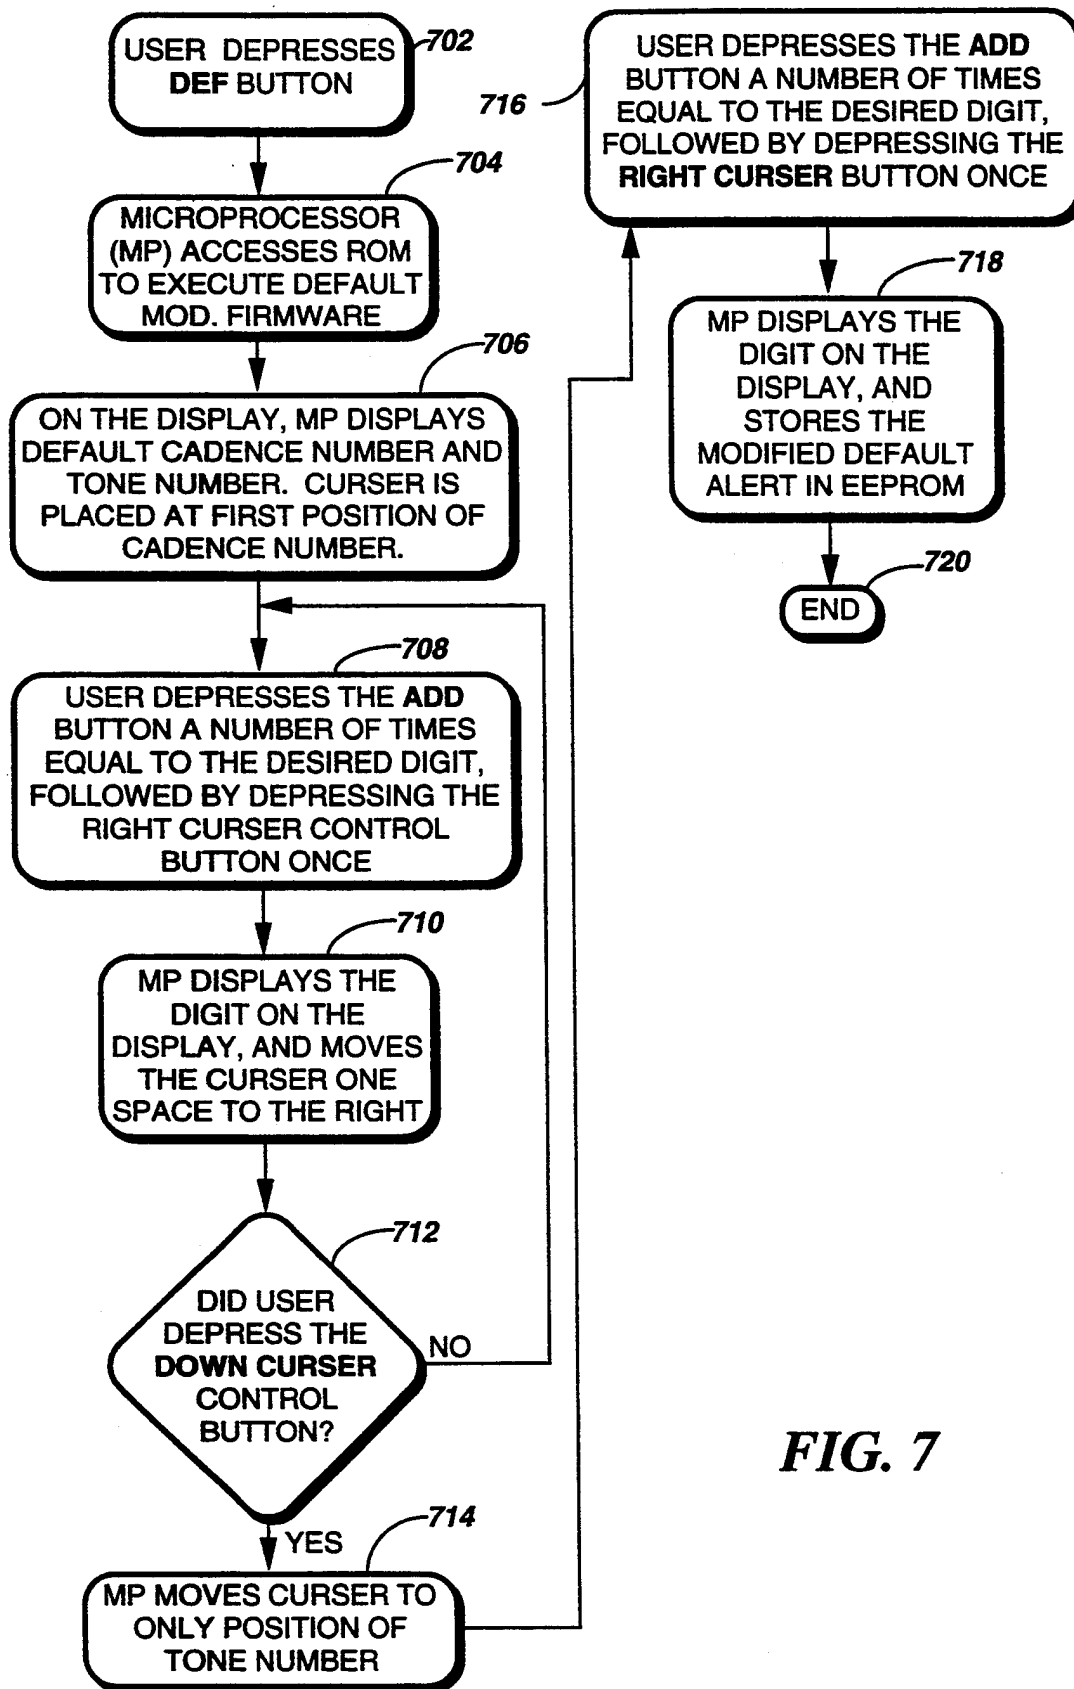 702
USER DEPRESSES
DEF BUTTON
704
MICROPROCESSOR
(MP) ACCESSES ROM
TO EXECUTE DEFAULT
MOD. FIRMWARE
706
ON THE DISPLAY, MP DISPLAYS
DEFAULT CADENCE NUMBER AND
TONE NUMBER. CURSER IS
PLACED AT FIRST POSITION OF
CADENCE NUMBER.
708
USER DEPRESSES THE ADD
BUTTON A NUMBER OF TIMES
EQUAL TO THE DESIRED DIGIT,
FOLLOWED BY DEPRESSING THE
RIGHT CURSER CONTROL
BUTTON ONCE
710
MP DISPLAYS THE
DIGIT ON THE
DISPLAY, AND MOVES
THE CURSER ONE
SPACE TO THE RIGHT
712
DID USER
DEPRESS THE
DOWN CURSER
CONTROL
BUTTON?
NO
YES
714
MP MOVES CURSER TO
ONLY POSITION OF
TONE NUMBER
716
USER DEPRESSES THE ADD
BUTTON A NUMBER OF TIMES
EQUAL TO THE DESIRED DIGIT,
FOLLOWED BY DEPRESSING THE
RIGHT CURSER BUTTON ONCE
718
MP DISPLAYS THE
DIGIT ON THE
DISPLAY, AND
STORES THE
MODIFIED DEFAULT
ALERT IN EEPROM
720
END
FIG. 7